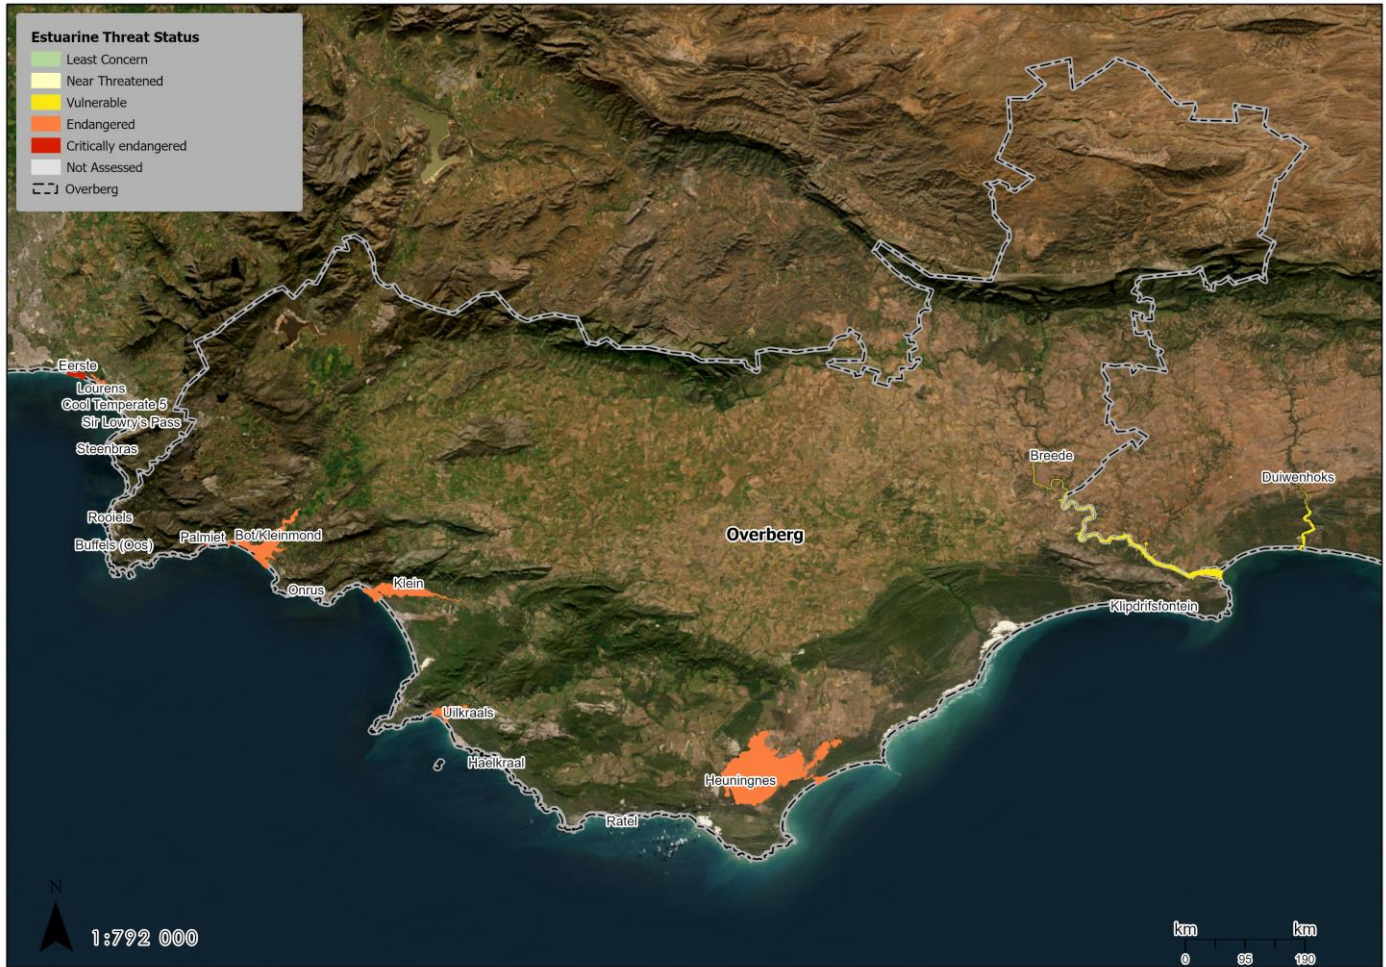 Estuarine Threat Status
Least Concern
Near Threatened
Vulnerable
Endangered
Critically endangered
Not Assessed
Overberg
Eerste
Lourens
Cool Temperate 5
Sir Lowry's Pass
Steenbras
Breede
Duiwenhoks
Rooiels
Palmiet
Bot/Kleinmond
Overberg
Buffels (Oos)
Onrus
Klein
Klipdrifsfontein
Uilkraals
Haelkraal
Heuningnes
Ratel
N
1:792 000
km km
0 95 190